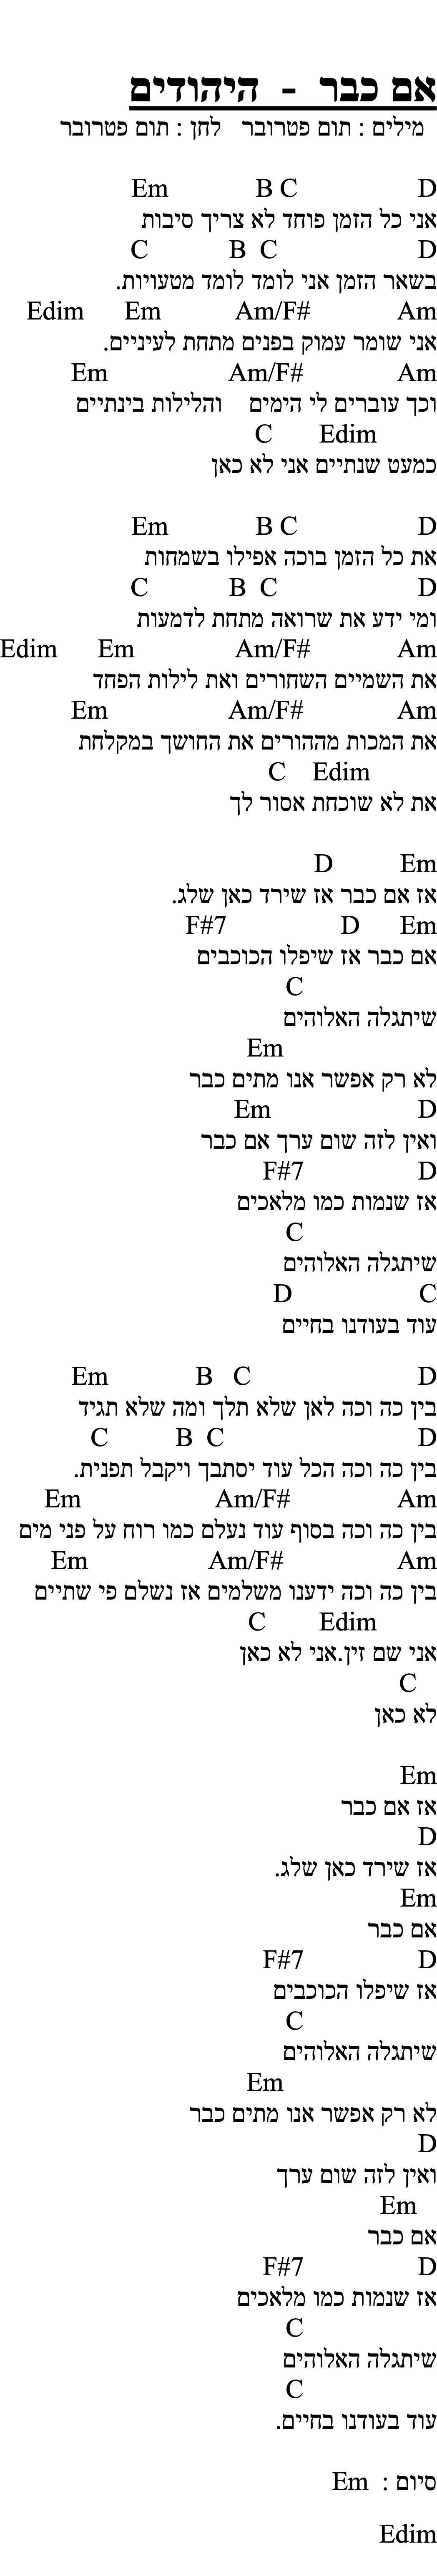 אם כבר - היהודים
מילים : תום פטרובר לחן : תום פטרובר
Em B C D
אני כל הזמן פוחד לא צריך סיבות
C B C D
בשאר הזמן אני לומד לומד מטעויות.
Edim Em Am/F# Am
אני שומר עמוק בפנים מתחת לעיניים.
Em Am/F# Am
וכך עוברים לי הימים והלילות בינתיים
C Edim
כמעט שנתיים אני לא כאן
Em B C D
את כל הזמן בוכה אפילו בשמחות
C B C D
ומי ידע את שרואה מתחת לדמעות
Edim Em Am/F# Am
את השמיים השחורים ואת לילות הפחד
Em Am/F# Am
את המכות מההורים את החושך במקלחת
C Edim
את לא שוכחת אסור לך
D Em
אז אם כבר אז שירד כאן שלג.
F#7 D Em
אם כבר אז שיפלו הכוכבים
C
שיתגלה האלוהים
Em
לא רק אפשר אנו מתים כבר
Em D
ואין לזה שום ערך אם כבר
F#7 D
אז שנמות כמו מלאכים
C
שיתגלה האלוהים
D C
עוד בעודנו בחיים
Em B C D
בין כה וכה לאן שלא תלך ומה שלא תגיד
C B C D
בין כה וכה הכל עוד יסתבך ויקבל תפנית.
Em Am/F# Am
בין כה וכה בסוף עוד נעלם כמו רוח על פני מים
Em Am/F# Am
בין כה וכה ידענו משלמים אז נשלם פי שתיים
C Edim
אני שם זין.אני לא כאן
C
לא כאן
Em
אז אם כבר
D
אז שירד כאן שלג.
Em
אם כבר
F#7 D
אז שיפלו הכוכבים
C
שיתגלה האלוהים
Em
לא רק אפשר אנו מתים כבר
D
ואין לזה שום ערך
Em
אם כבר
F#7 D
אז שנמות כמו מלאכים
C
שיתגלה האלוהים
C
עוד בעודנו בחיים.
סיום : Em
Edim